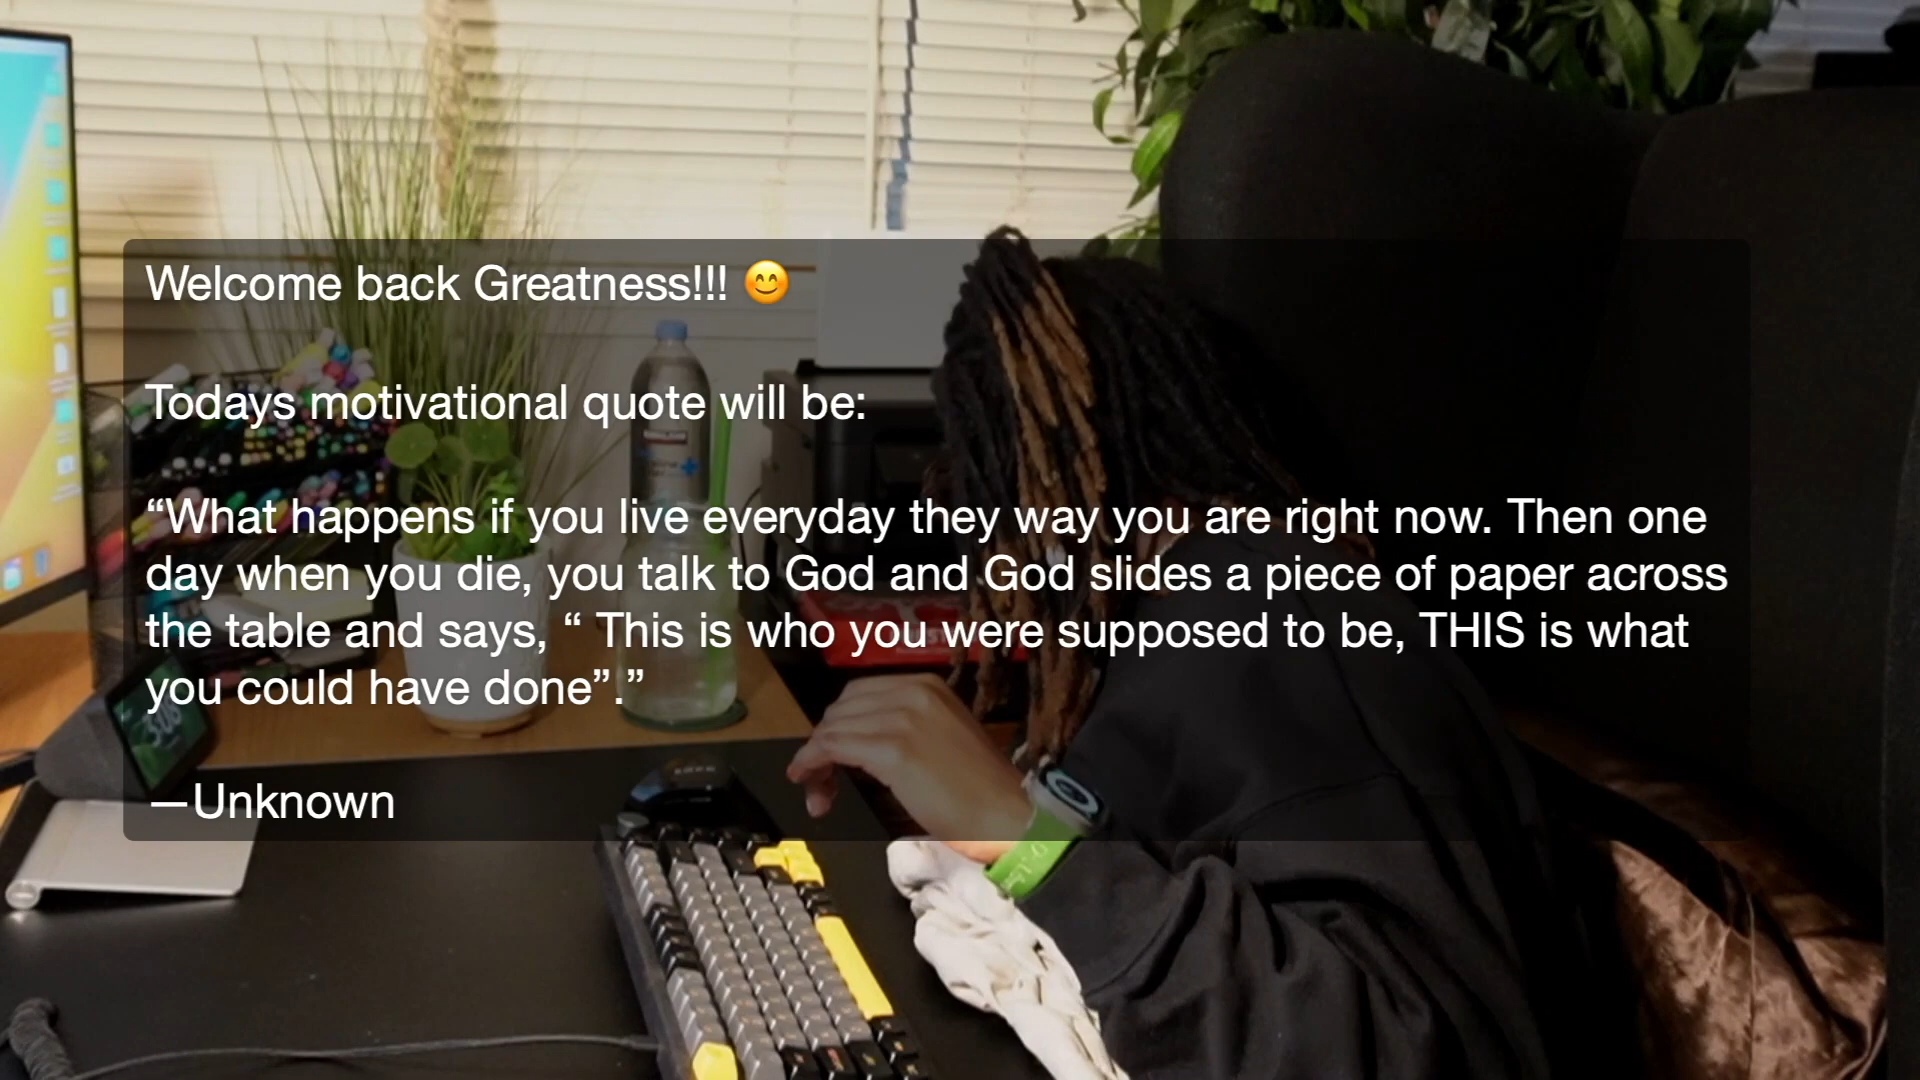 Welcome back Greatness!!! 😊
Todays motivational quote will be:
“What happens if you live everyday they way you are right now. Then one
day when you die, you talk to God and God slides a piece of paper across
the table and says, “ This is who you were supposed to be, THIS is what
you could have done”.”
—Unknown